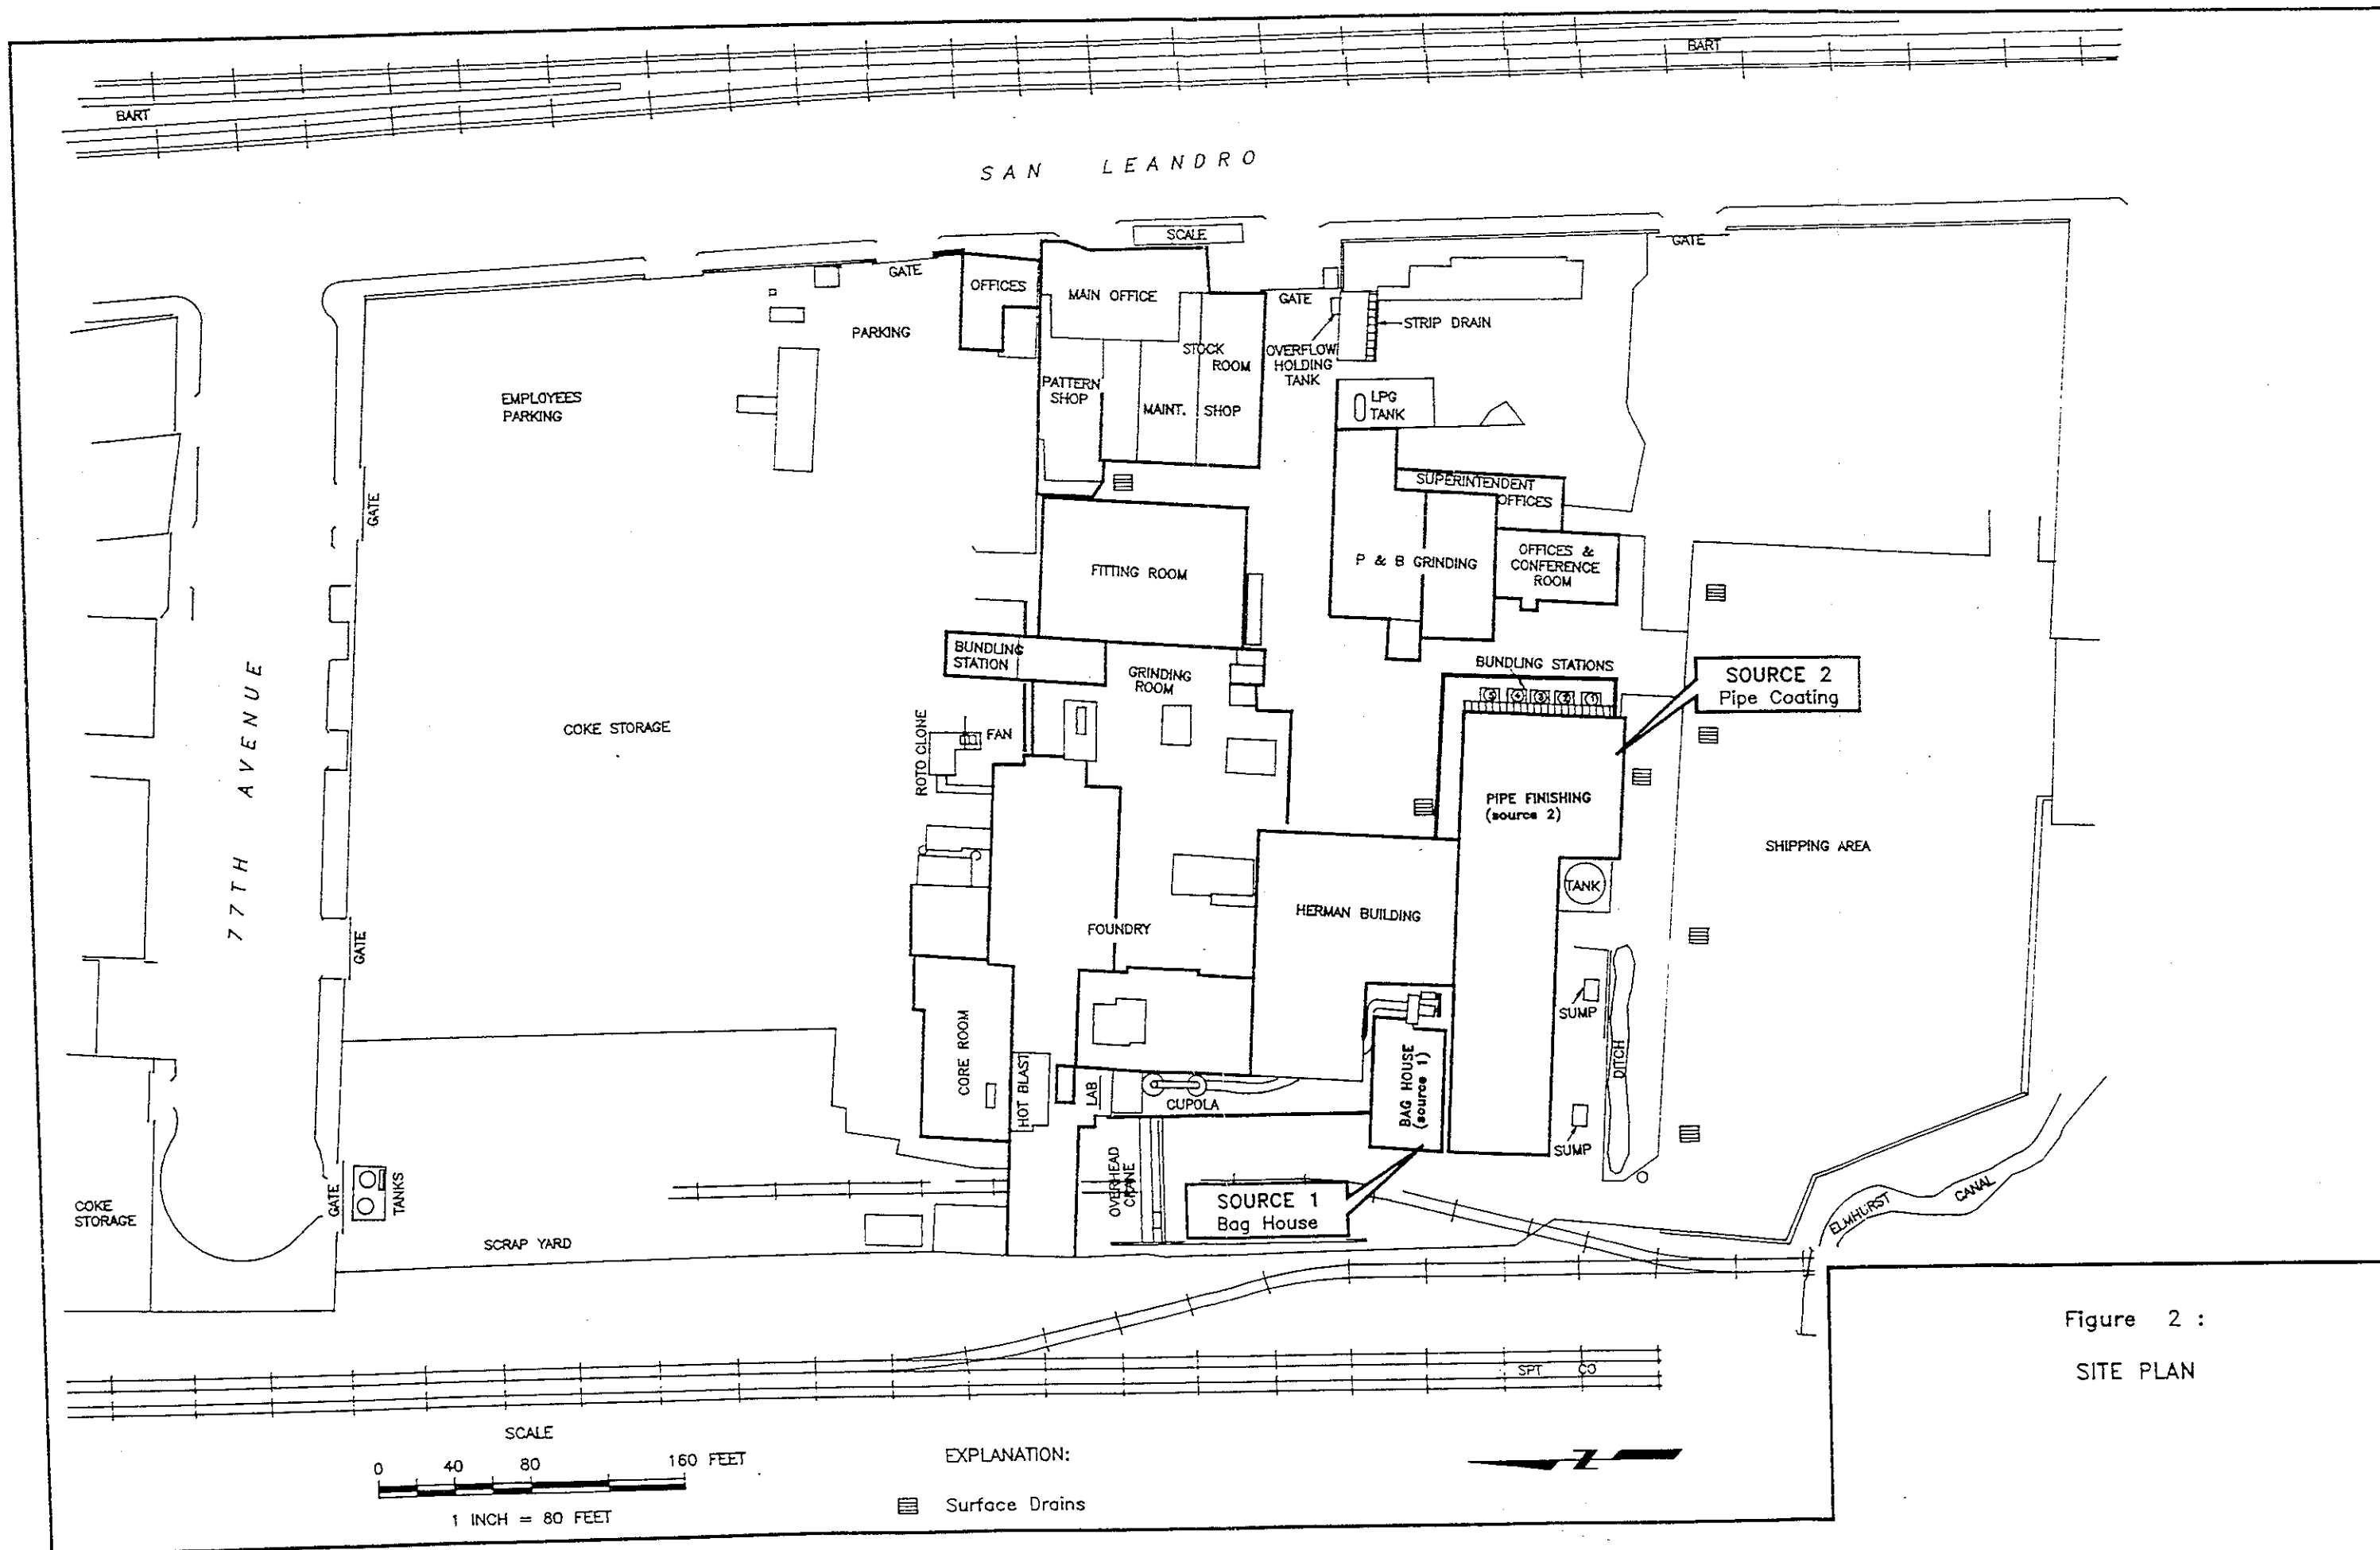 BART
BART
SAN LEANDRO
SCALE
GATE
GATE
OFFICES
MAIN OFFICE
GATE
STRIP DRAIN
PARKING
STOCK
ROOM
OVERFLOW
HOLDING
TANK
PATTERN
SHOP
MAINT. SHOP
LPG
TANK
EMPLOYEES
PARKING
GATE
SUPERINTENDENT
OFFICES
FITTING ROOM
P & B GRINDING
OFFICES &
CONFERENCE
ROOM
BUNDLING
STATION
GRINDING
ROOM
BUNDLING STATIONS
5 4 3 2 1
SOURCE 2
Pipe Coating
77TH AVENUE
COKE STORAGE
ROTO CLONE
FAN
PIPE FINISHING
(source 2)
SHIPPING AREA
TANK
HERMAN BUILDING
FOUNDRY
GATE
SUMP
CORE ROOM
HOT BLAST
LAB
CUPOLA
BAG HOUSE
(source 1)
DITCH
SUMP
OVERHEAD
CRANE
SOURCE 1
Bag House
ELMHURST CANAL
GATE
TANKS
COKE
STORAGE
SCRAP YARD
Figure 2 :
SITE PLAN
SPT CO
SCALE
0 40 80 160 FEET
1 INCH = 80 FEET
EXPLANATION:
Surface Drains
Z